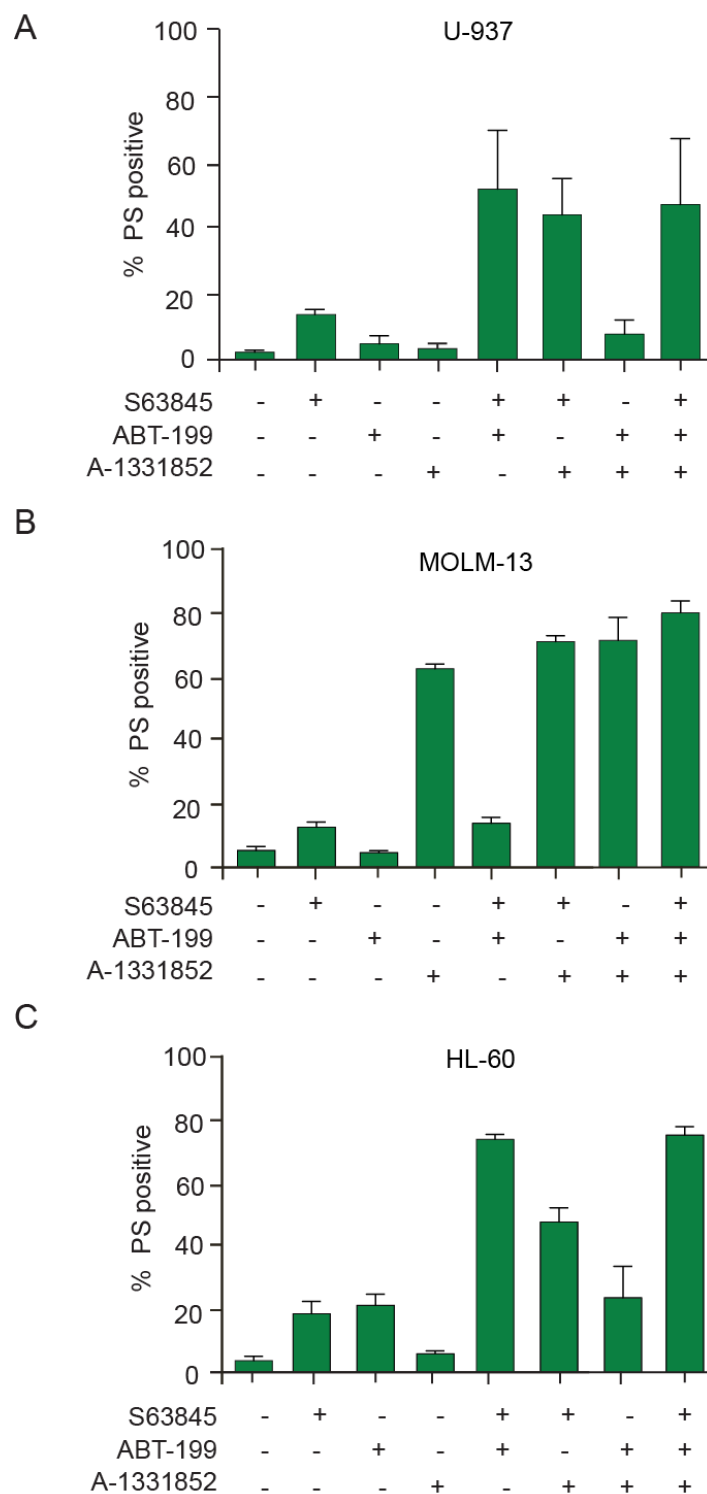 A
U-937
100
80
60
40
20
0
% PS positive
S63845 - + - - + + - +
ABT-199 - - + - + - + +
A-1331852 - - - + - + + +
B
MOLM-13
100
80
60
40
20
0
% PS positive
S63845 - + - - + + - +
ABT-199 - - + - + - + +
A-1331852 - - - + - + + +
C
HL-60
100
80
60
40
20
0
% PS positive
S63845 - + - - + + - +
ABT-199 - - + - + - + +
A-1331852 - - - + - + + +